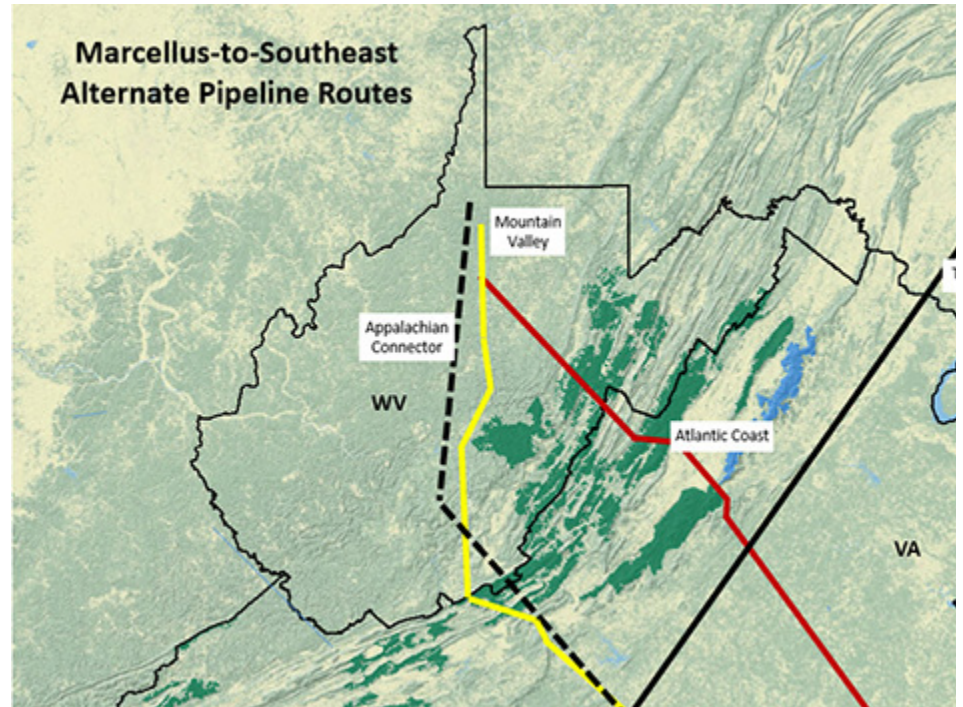 Marcellus-to-Southeast
Alternate Pipeline Routes
Mountain
Valley
Appalachian
Connector
WV
Atlantic Coast
VA